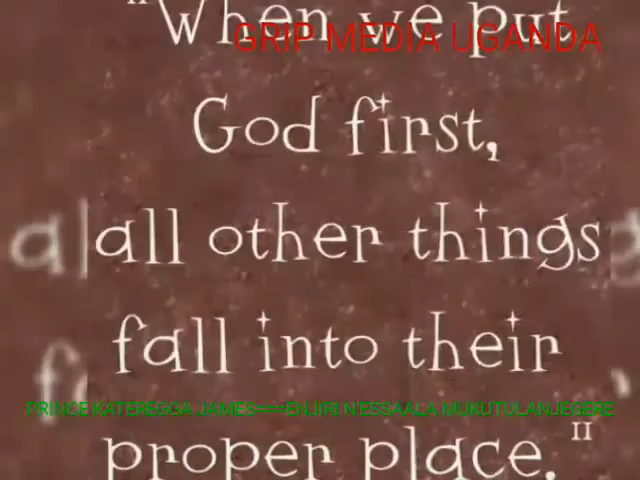 "When we put
GRIP MEDIA UGANDA
God first,
all other things
fall into their
PRINCE KATEREGGA JAMES===ENJIRI N'ESSAALA MUKUTULANJEGERE
proper place."